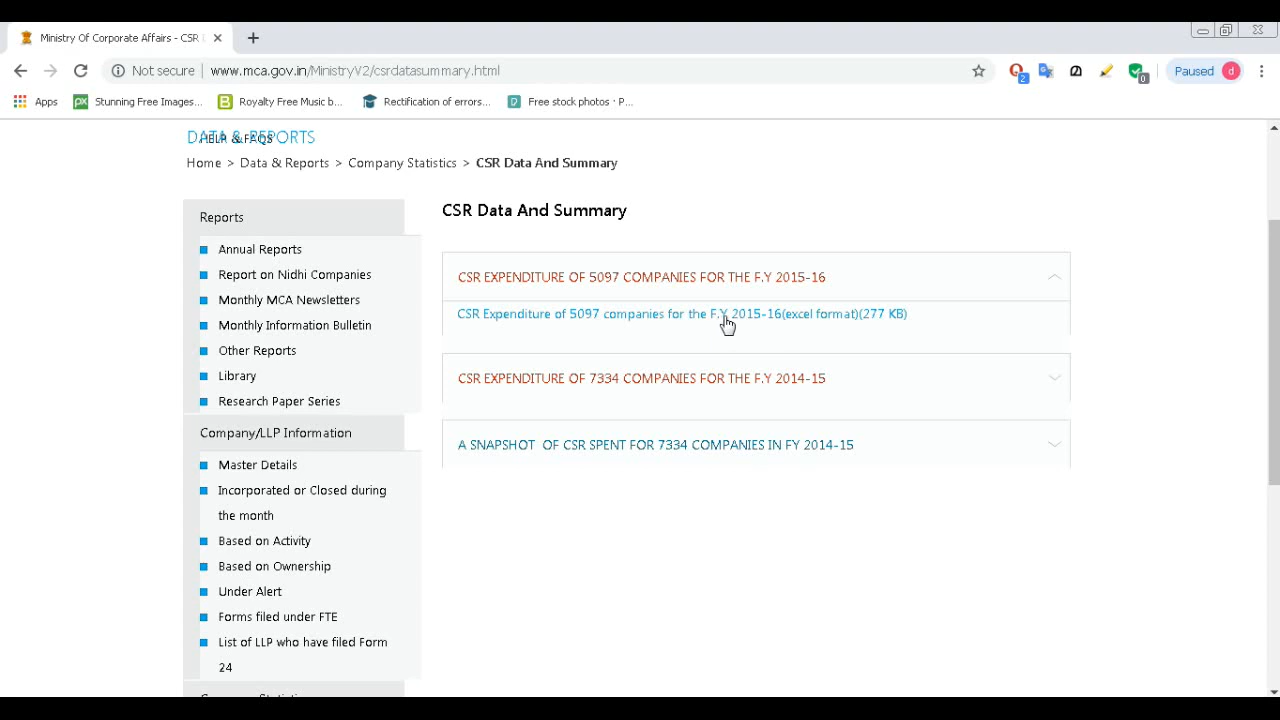 Ministry Of Corporate Affairs - CSR
Not secure | www.mca.gov.in/MinistryV2/csrdatasummary.html
2
0
Paused d
Apps Stunning Free Images... Royalty Free Music b... Rectification of errors... Free stock photos · P...
DATA & REPORTS
HELP & FAQS
Home > Data & Reports > Company Statistics > CSR Data And Summary
Reports
Annual Reports
Report on Nidhi Companies
Monthly MCA Newsletters
Monthly Information Bulletin
Other Reports
Library
Research Paper Series
Company/LLP Information
Master Details
Incorporated or Closed during
the month
Based on Activity
Based on Ownership
Under Alert
Forms filed under FTE
List of LLP who have filed Form
24
CSR Data And Summary
CSR EXPENDITURE OF 5097 COMPANIES FOR THE F.Y 2015-16
CSR Expenditure of 5097 companies for the F.Y 2015-16(excel format)(277 KB)
CSR EXPENDITURE OF 7334 COMPANIES FOR THE F.Y 2014-15
A SNAPSHOT OF CSR SPENT FOR 7334 COMPANIES IN FY 2014-15